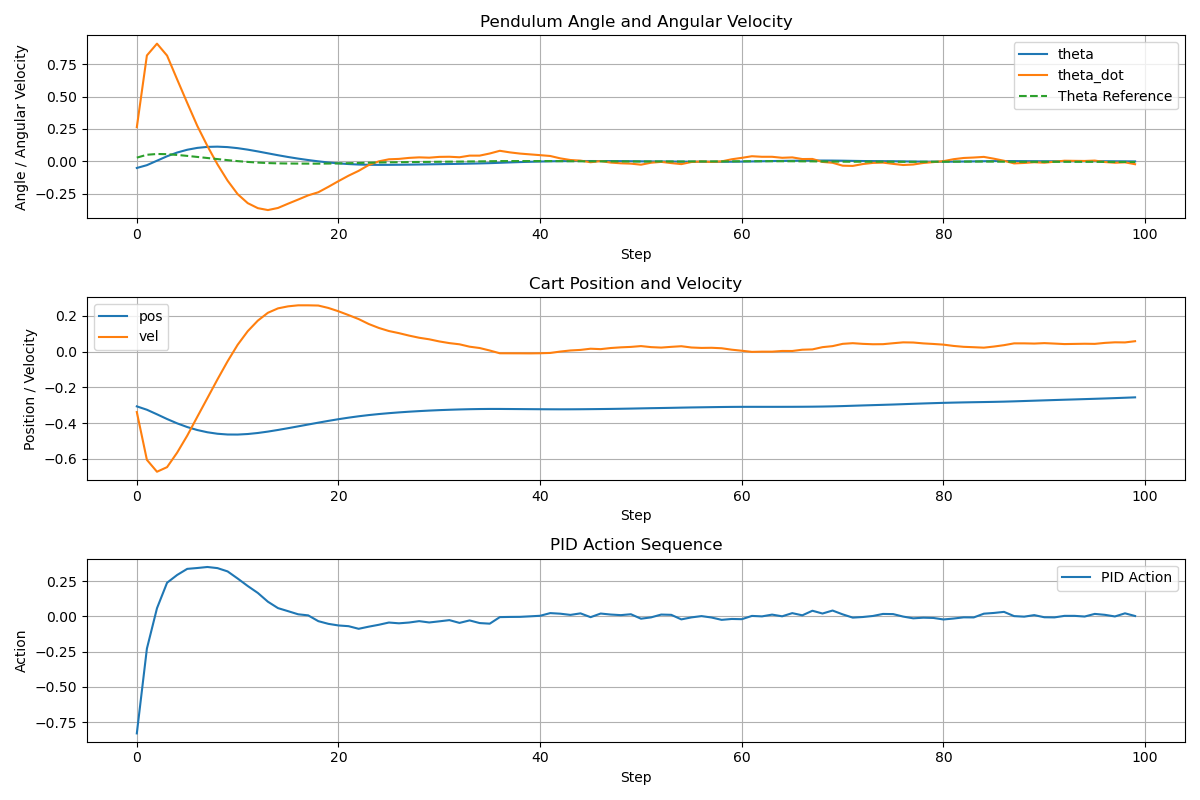 Pendulum Angle and Angular Velocity
Angle / Angular Velocity
0.75
0.50
0.25
0.00
−0.25
theta
theta_dot
Theta Reference
0 20 40 60 80 100
Step
Cart Position and Velocity
Position / Velocity
0.2
0.0
−0.2
−0.4
−0.6
pos
vel
0 20 40 60 80 100
Step
PID Action Sequence
Action
0.25
0.00
−0.25
−0.50
−0.75
PID Action
0 20 40 60 80 100
Step